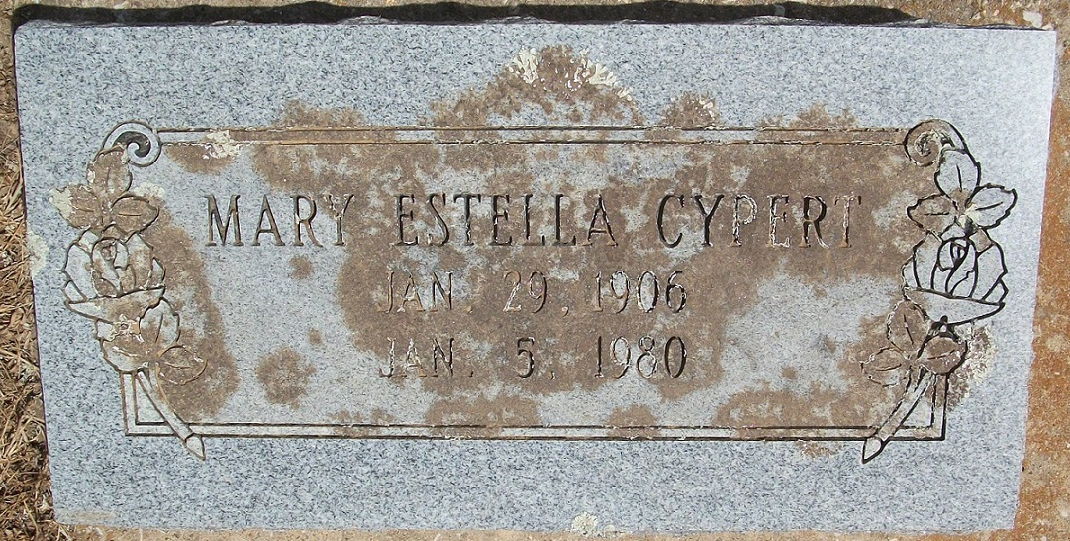 MARY ESTELLA CYPERT
JAN. 29, 1906
JAN. 5, 1980